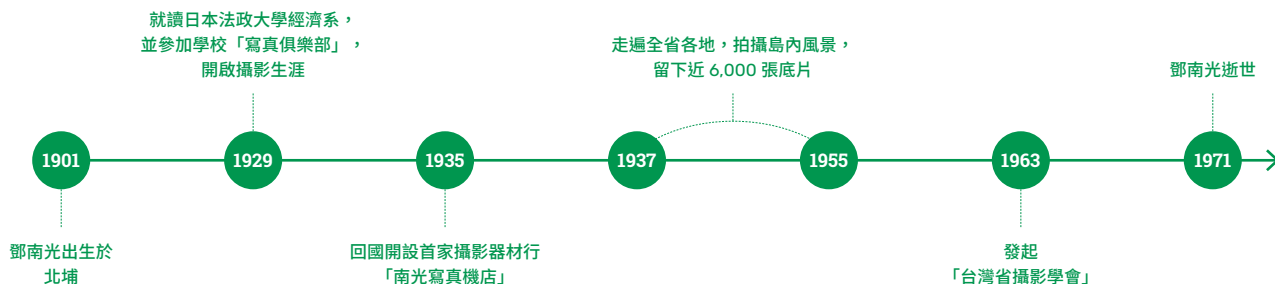 就讀日本法政大學經濟系，
並參加學校「寫真俱樂部」，
開啟攝影生涯
走遍全省各地，拍攝島內風景，
留下近 6,000 張底片
鄧南光逝世
1901
1929
1935
1937
1955
1963
1971
鄧南光出生於
北埔
回國開設首家攝影器材行
「南光寫真機店」
發起
「台灣省攝影學會」